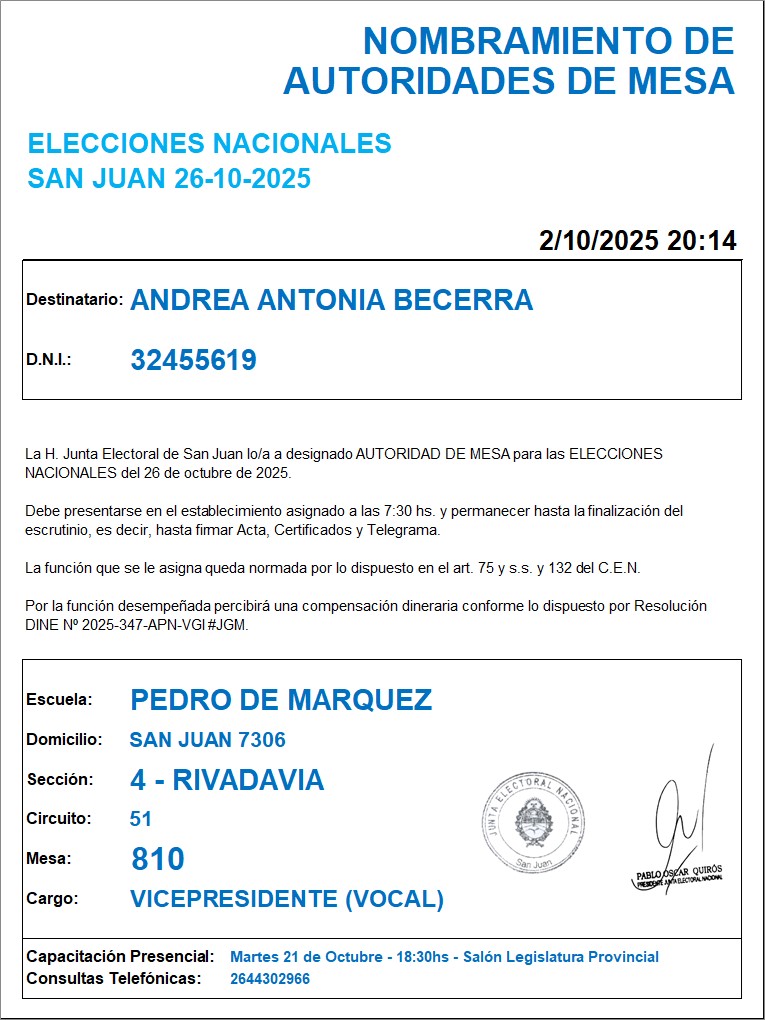 NOMBRAMIENTO DE
AUTORIDADES DE MESA
ELECCIONES NACIONALES
SAN JUAN 26-10-2025
2/10/2025 20:14
Destinatario: ANDREA ANTONIA BECERRA
D.N.I.: 32455619
La H. Junta Electoral de San Juan lo/a a designado AUTORIDAD DE MESA para las ELECCIONES
NACIONALES del 26 de octubre de 2025.
Debe presentarse en el establecimiento asignado a las 7:30 hs. y permanecer hasta la finalización del
escrutinio, es decir, hasta firmar Acta, Certificados y Telegrama.
La función que se le asigna queda normada por lo dispuesto en el art. 75 y s.s. y 132 del C.E.N.
Por la función desempeñada percibirá una compensación dineraria conforme lo dispuesto por Resolución
DINE Nº 2025-347-APN-VGI#JGM.
Escuela: PEDRO DE MARQUEZ
Domicilio: SAN JUAN 7306
Sección: 4 - RIVADAVIA
Circuito: 51
Mesa: 810
Cargo: VICEPRESIDENTE (VOCAL)
JUNTA ELECTORAL NACIONAL
San Juan
PABLO OSCAR QUIRÓS
PRESIDENTE JUNTA ELECTORAL NACIONAL
Capacitación Presencial: Martes 21 de Octubre - 18:30hs - Salón Legislatura Provincial
Consultas Telefónicas: 2644302966